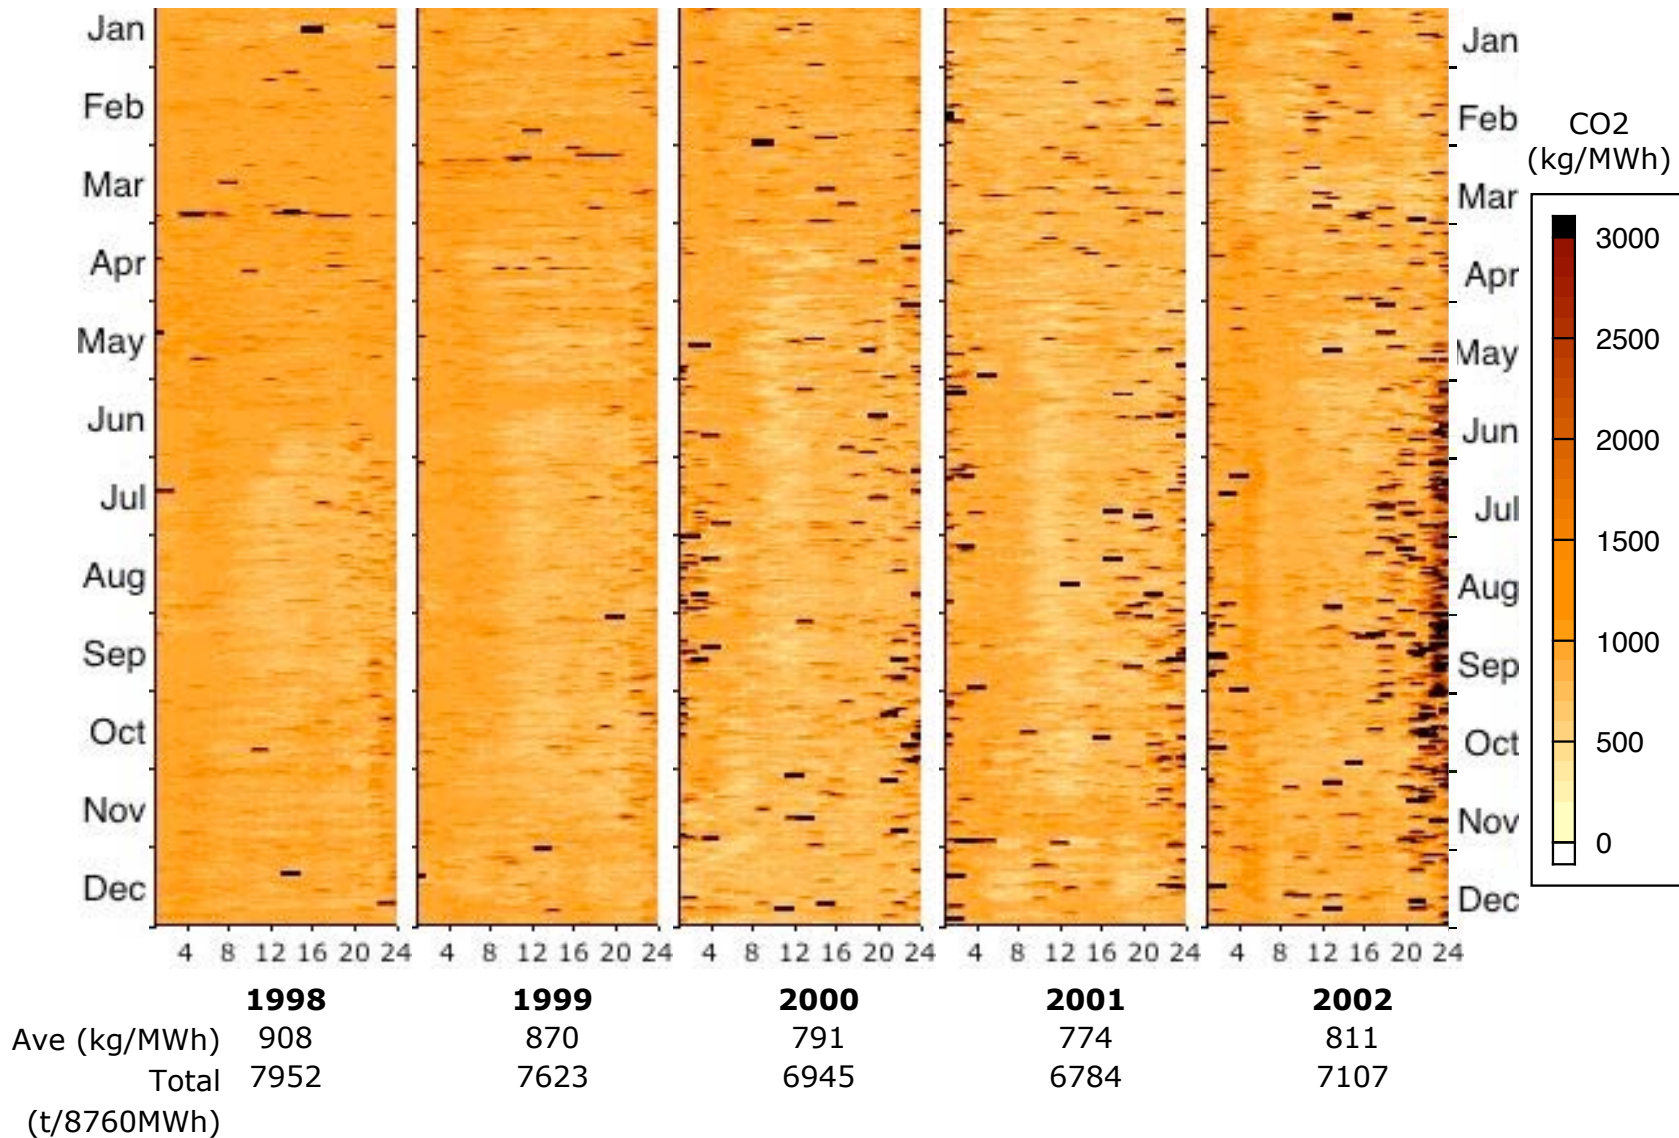 Jan
Feb
Mar
Apr
May
Jun
Jul
Aug
Sep
Oct
Nov
Dec
4 8 12 16 20 24
4 8 12 16 20 24
4 8 12 16 20 24
4 8 12 16 20 24
4 8 12 16 20 24
Jan
Feb
Mar
Apr
May
Jun
Jul
Aug
Sep
Oct
Nov
Dec
CO2
(kg/MWh)
3000
2500
2000
1500
1000
500
0
1998 1999 2000 2001 2002
Ave (kg/MWh) 908 870 791 774 811
Total 7952 7623 6945 6784 7107
(t/8760MWh)